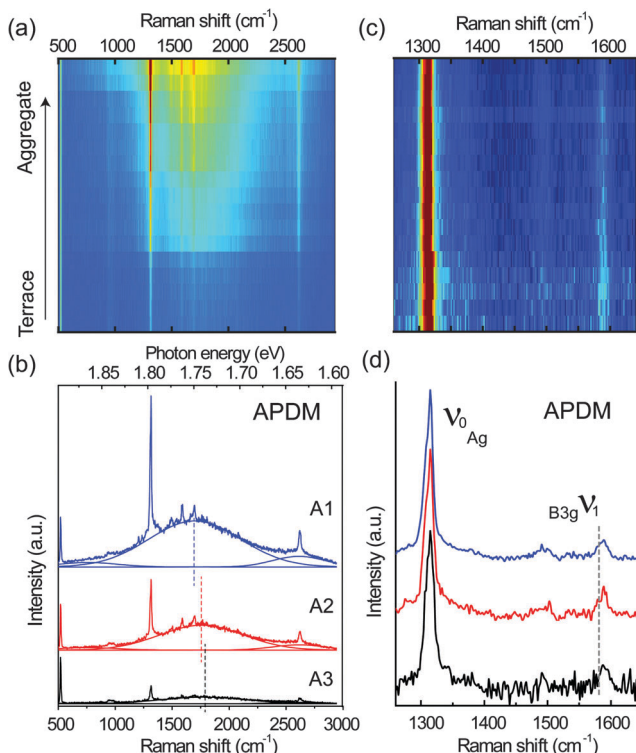 (a)
Raman shift (cm⁻¹)
500 1000 1500 2000 2500
Aggregate
Terrace
(c)
Raman shift (cm⁻¹)
1300 1400 1500 1600
(b)
Photon energy (eV)
1.85 1.80 1.75 1.70 1.65 1.60
APDM
A1
A2
A3
Intensity (a.u.)
500 1000 1500 2000 2500 3000
Raman shift (cm⁻¹)
(d)
APDM
ν₀ Ag
B3g ν₁
Intensity (a.u.)
1300 1400 1500 1600
Raman shift (cm⁻¹)